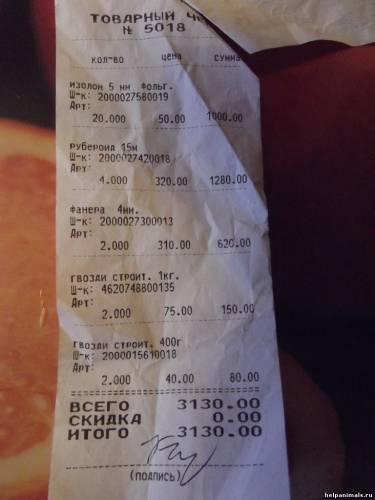 ТОВАРНЫЙ
№ 5018
КОЛ-ВО ЦЕНА СУММА
ИЗОЛОН 5 мм Фольг.
Ш-к: 2000027580019
Арт:
20.000 50.00 1000.00
РУБЕРОИД 15м
Ш-к: 2000027420018
Арт:
4.000 320.00 1280.00
ФАНЕРА 4мм.
Ш-к: 2000027300013
Арт:
2.000 310.00 620.00
ГВОЗДИ СТРОИТ. 1кг.
Ш-к: 4620748800135
Арт:
2.000 75.00 150.00
ГВОЗДИ СТРОИТ. 400г
Ш-к: 2000015610018
Арт:
2.000 40.00 80.00
ВСЕГО 3130.00
СКИДКА 0.00
ИТОГО 3130.00
(подпись)
helpanimals.ru